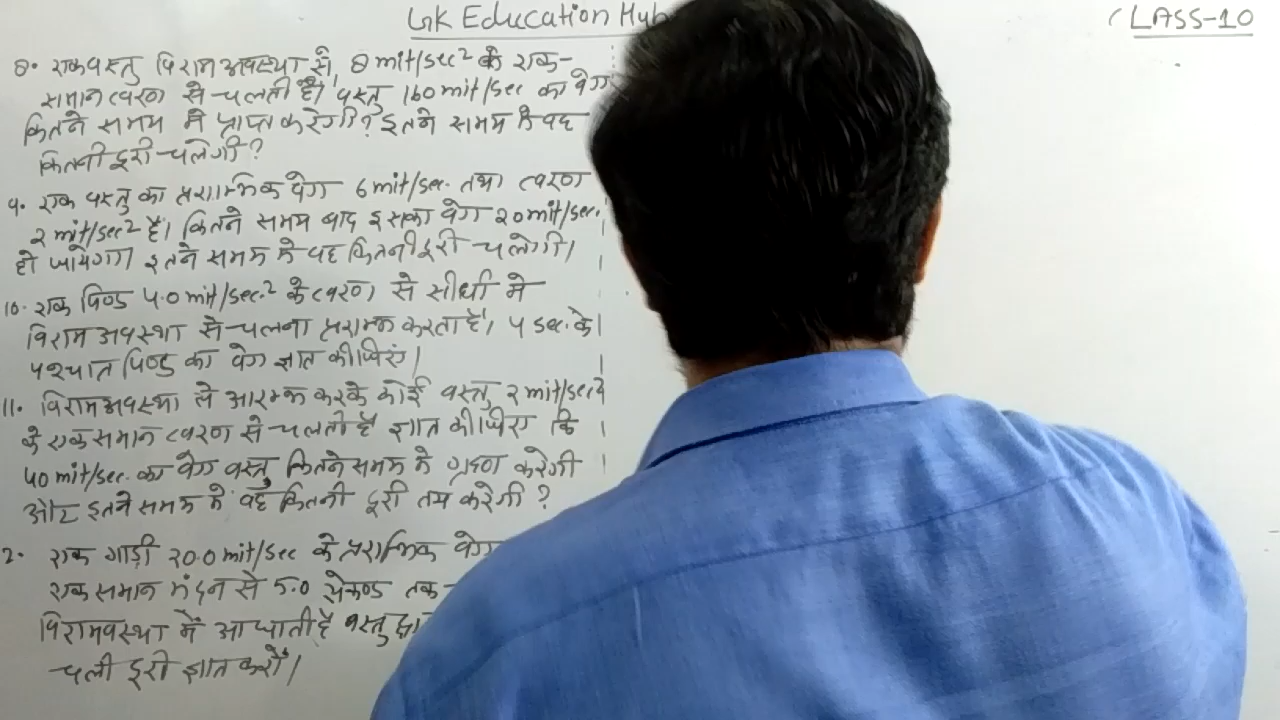 GK Education Hub
CLASS-10
8. एक वस्तु विराम अवस्था से, 8 mit/sec² के एक-
समान त्वरण से चलती है। वस्तु 160 mit/sec का वेग
कितने समय में प्राप्त करेगी? इतने समय में वह
कितनी दूरी चलेगी?
9. एक वस्तु का प्रारम्भिक वेग 6 mit/sec. तथा त्वरण
2 mit/sec² है। कितने समय बाद इसका वेग 20 mit/sec.
हो जायेगा। इतने समय में वह कितनी दूरी चलेगी।
10. एक पिण्ड 4.0 mit/sec.² के त्वरण से सीधी में
विराम अवस्था से चलना प्रारम्भ करता है, 4 sec. के
पश्चात पिण्ड का वेग ज्ञात कीजिएं।
11. विराम अवस्था से आरम्भ करके कोई वस्तु 2 mit/sec²
के एक समान त्वरण से चलती है ज्ञात कीजिए कि
40 mit/sec. का वेग वस्तु कितने समय में ग्रहण करेगी
और इतने समय में वह कितनी दूरी तय करेगी?
2. एक गाड़ी 20.0 mit/sec के प्रारम्भिक वेग
एक समान मंदन से 5.0 सेकण्ड तक
विरामवस्था में आ जाती है वस्तु
चली दूरी ज्ञात करों।